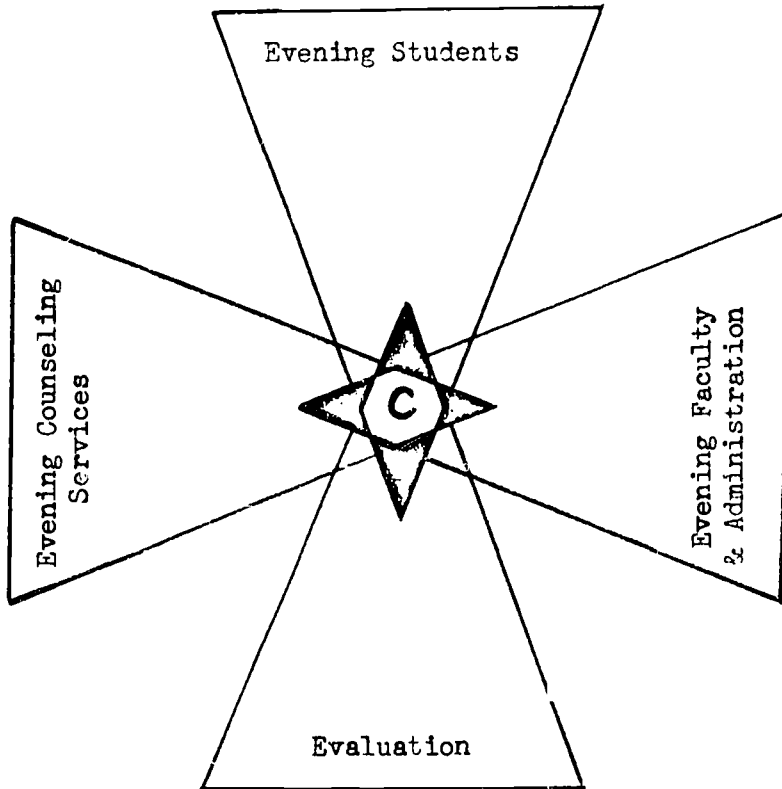 Evening Students
Evening Counseling
Services
C
Evening Faculty
& Administration
Evaluation